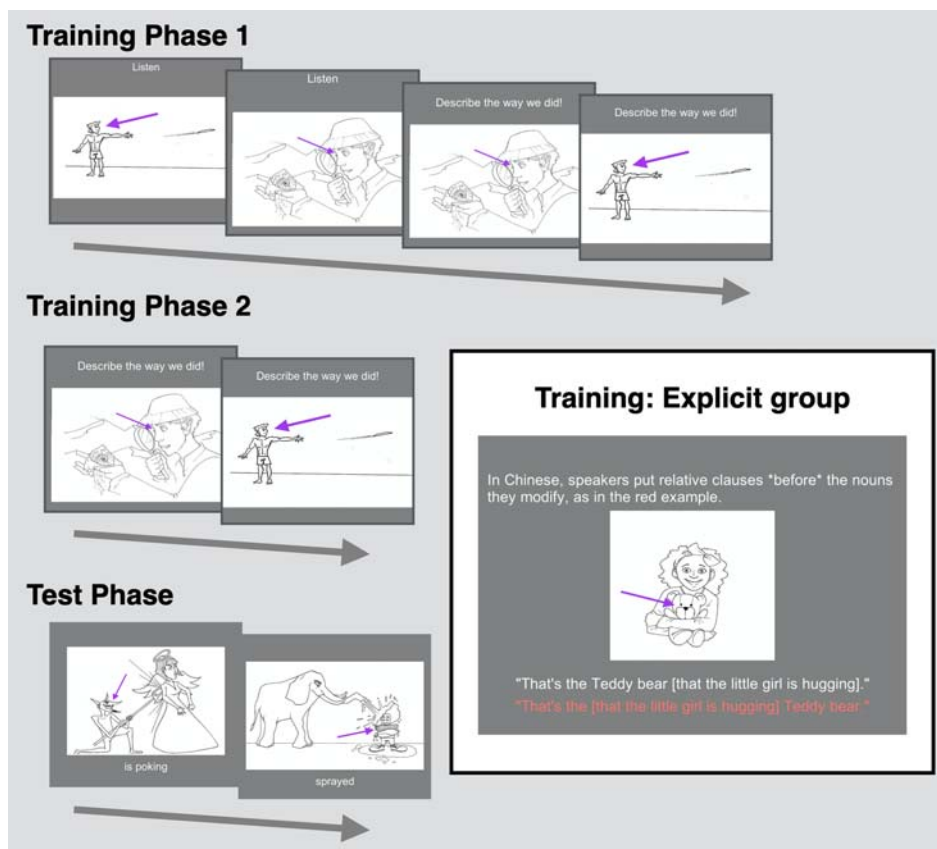 Training Phase 1
Listen
Listen
Describe the way we did!
Describe the way we did!
Training Phase 2
Describe the way we did!
Describe the way we did!
Training: Explicit group
In Chinese, speakers put relative clauses *before* the nouns
they modify, as in the red example.
"That's the Teddy bear [that the little girl is hugging]."
"That's the [that the little girl is hugging] Teddy bear."
Test Phase
is poking
sprayed